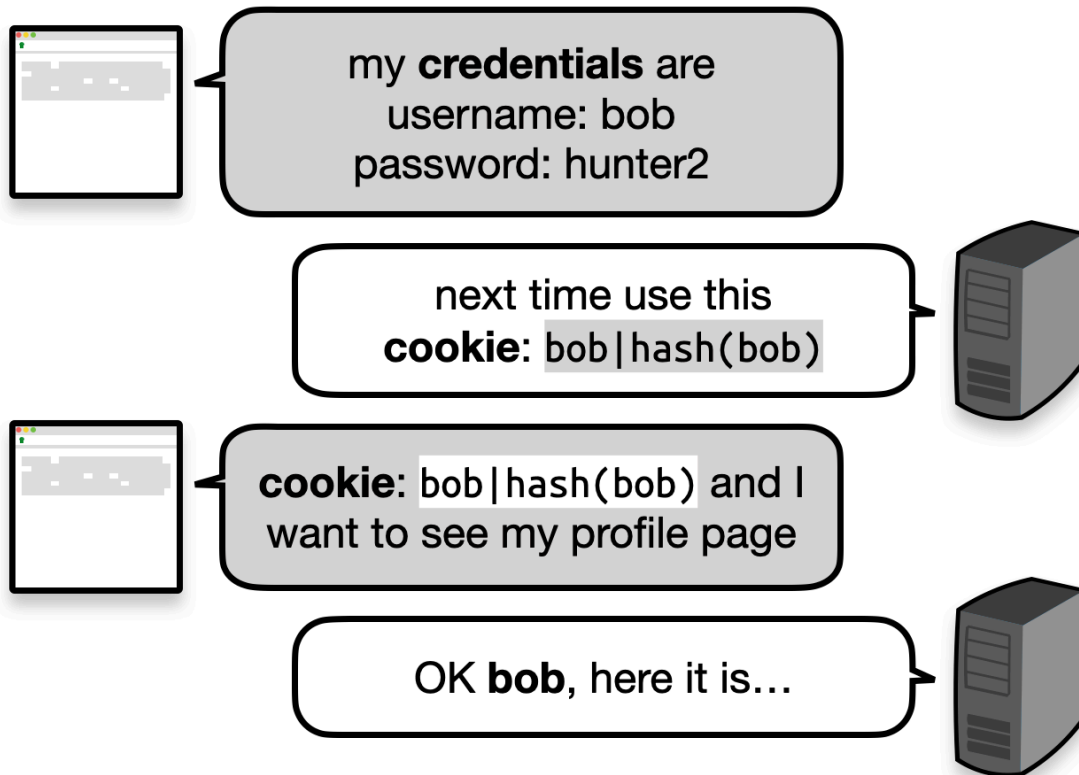 my credentials are
username: bob
password: hunter2
next time use this
cookie: bob|hash(bob)
cookie: bob|hash(bob) and I
want to see my profile page
OK bob, here it is…